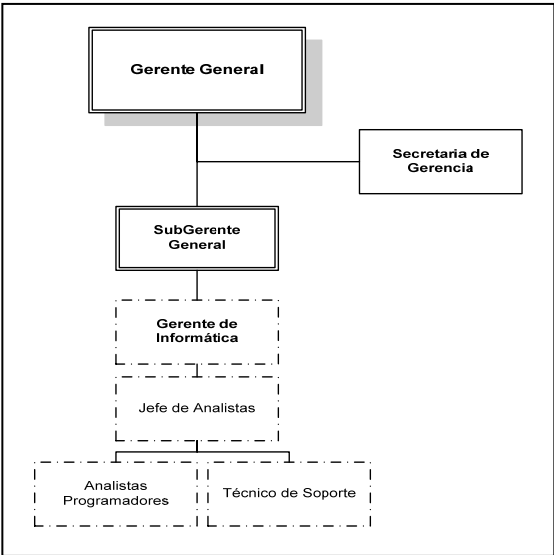 Gerente General
Secretaria de
Gerencia
SubGerente
General
Gerente de
Informática
Jefe de Analistas
Analistas
Programadores
Técnico de Soporte